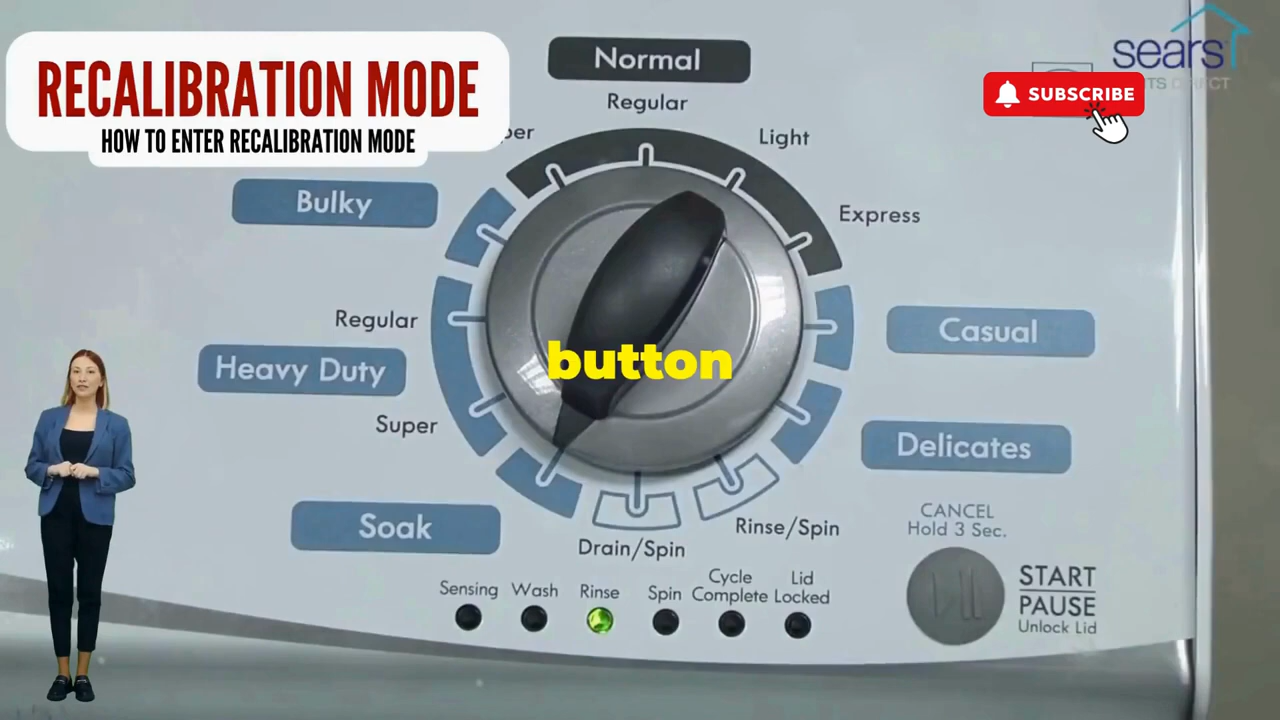 RECALIBRATION MODE
HOW TO ENTER RECALIBRATION MODE
sears
DIRECT
SUBSCRIBE
Normal
Regular
Light
Express
Bulky
Regular
Heavy Duty
Super
Soak
button
Casual
Delicates
Rinse/Spin
Drain/Spin
CANCEL
Hold 3 Sec.
START
PAUSE
Unlock Lid
Sensing
Wash
Rinse
Spin
Cycle
Complete
Lid
Locked